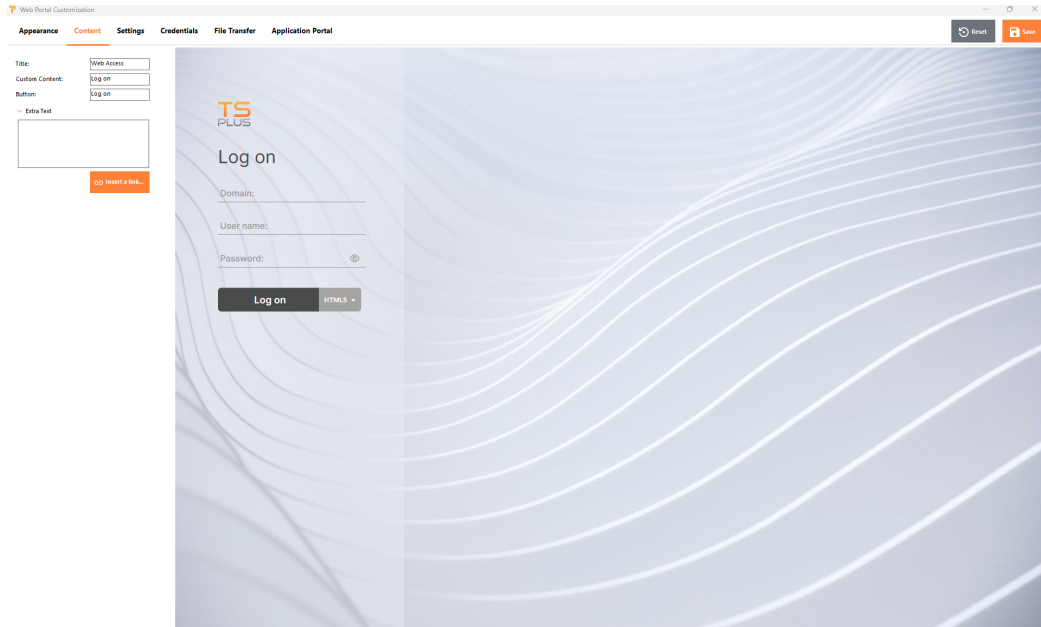 Web Portal Customization
Appearance Content Settings Credentials File Transfer Application Portal Reset Save
Title: Web Access
Custom Content: Log on
Button: Log on
Extra Text
Insert a link...
TS
PLUS
Log on
Domain:
User name:
Password:
Log on HTML5